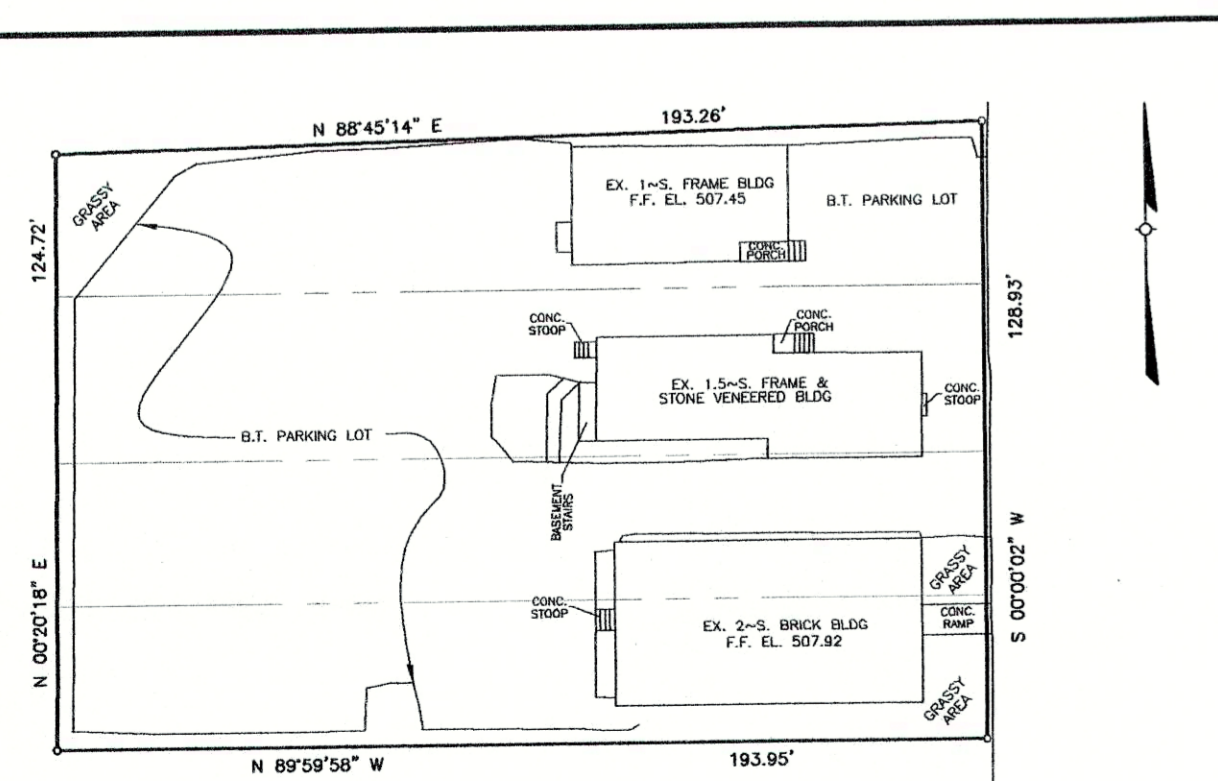 N 88°45'14" E
193.26'
GRASSY
AREA
EX. 1~S. FRAME BLDG
F.F. EL. 507.45
B.T. PARKING LOT
CONC.
PORCH
124.72'
128.93'
CONC.
STOOP
CONC.
PORCH
EX. 1.5~S. FRAME &
STONE VENEERED BLDG
CONC.
STOOP
B.T. PARKING LOT
BASEMENT
STAIRS
N 00°20'18" E
S 00°00'02" W
GRASSY
AREA
CONC.
STOOP
CONC.
RAMP
EX. 2~S. BRICK BLDG
F.F. EL. 507.92
GRASSY
AREA
N 89°59'58" W
193.95'